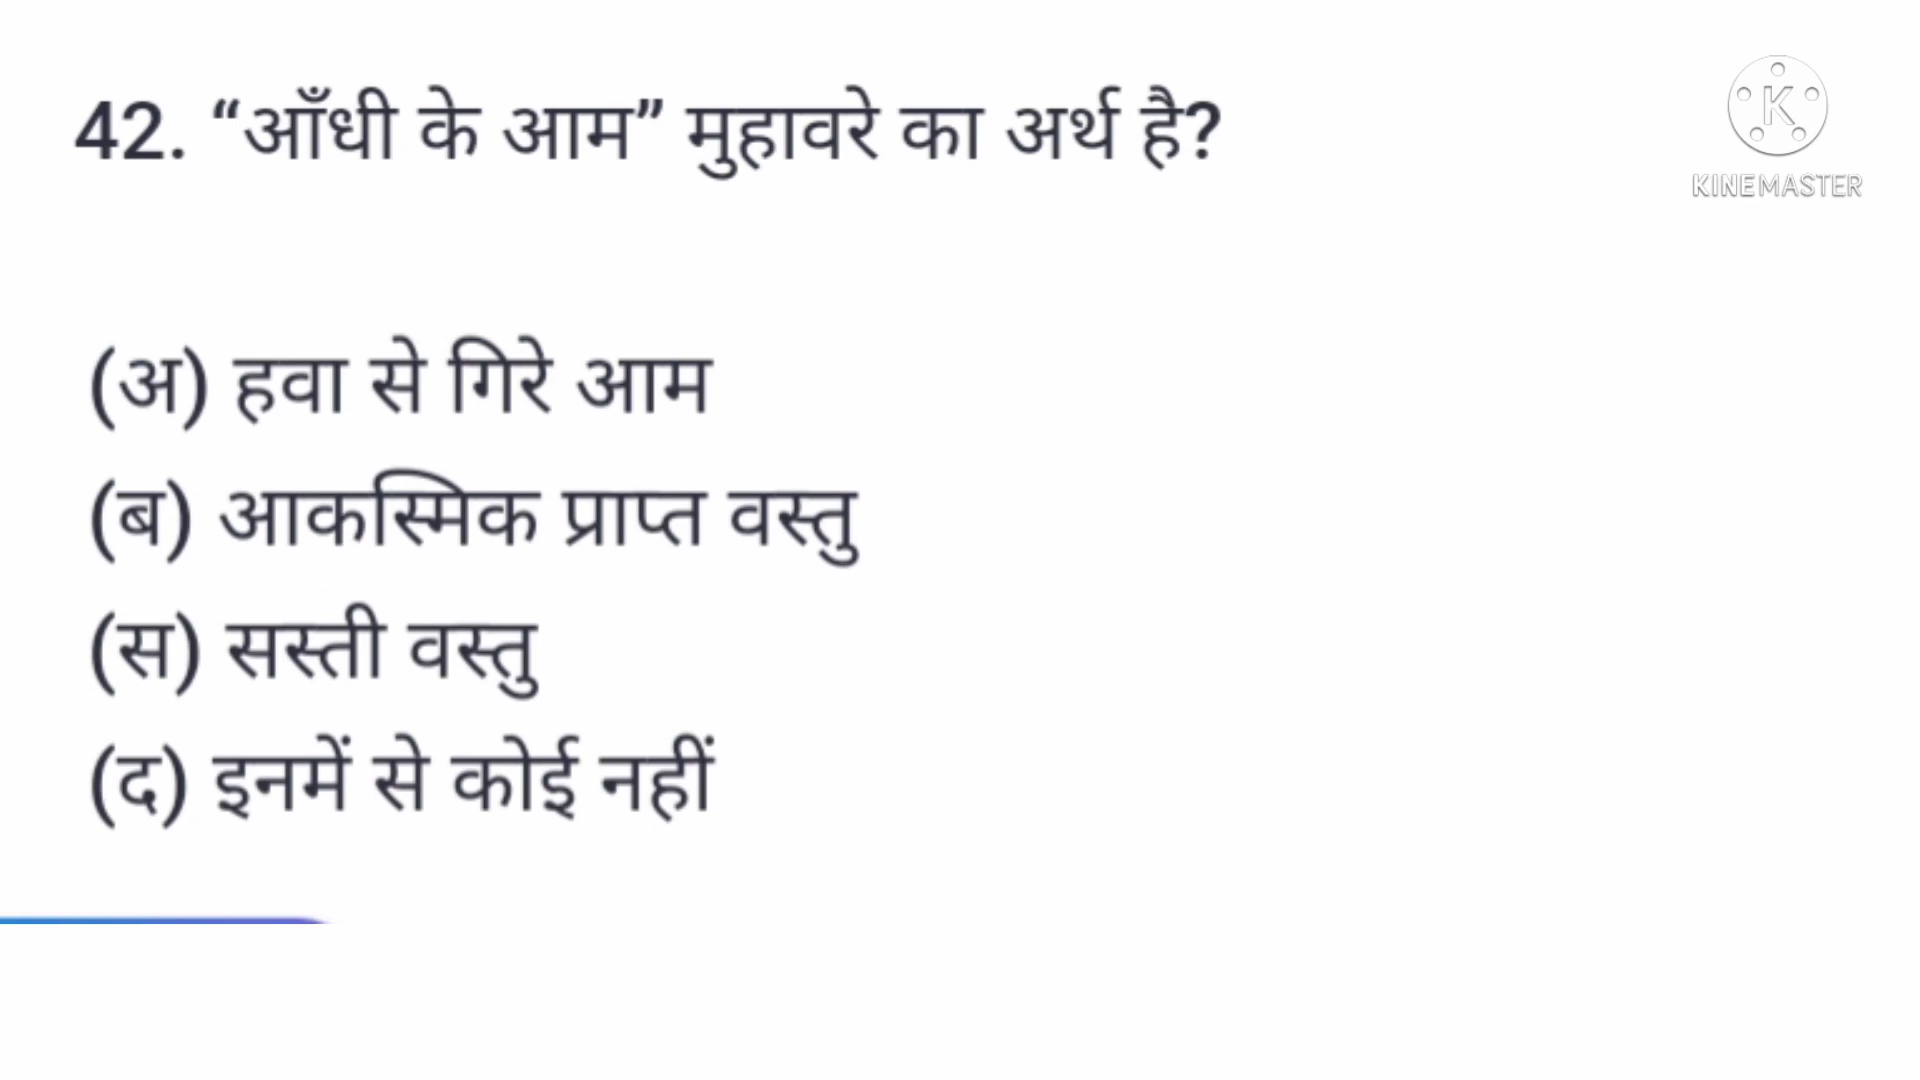 42. “आँधी के आम” मुहावरे का अर्थ है?
K
KINEMASTER
(अ) हवा से गिरे आम
(ब) आकस्मिक प्राप्त वस्तु
(स) सस्ती वस्तु
(द) इनमें से कोई नहीं